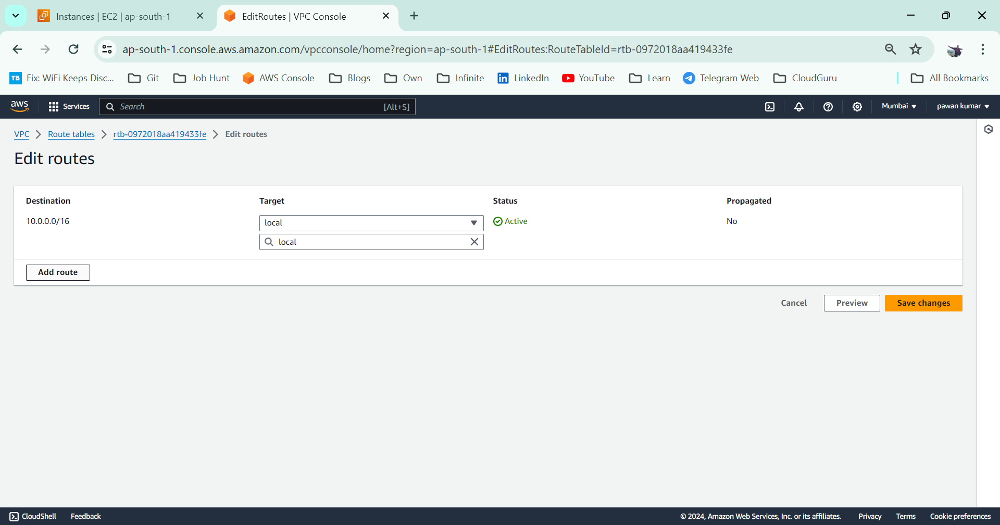 Instances | EC2 | ap-south-1
EditRoutes | VPC Console
ap-south-1.console.aws.amazon.com/vpcconsole/home?region=ap-south-1#EditRoutes:RouteTableId=rtb-0972018aa419433fe
TB Fix: WiFi Keeps Disc... Git Job Hunt AWS Console Blogs Own Infinite in LinkedIn YouTube Learn Telegram Web CloudGuru All Bookmarks
aws Services Search [Alt+S] Mumbai pawan kumar
VPC Route tables rtb-0972018aa419433fe Edit routes
Edit routes
Destination Target Status Propagated
10.0.0.0/16 local Active No
local
Add route
Cancel Preview Save changes
CloudShell Feedback © 2024, Amazon Web Services, Inc. or its affiliates. Privacy Terms Cookie preferences